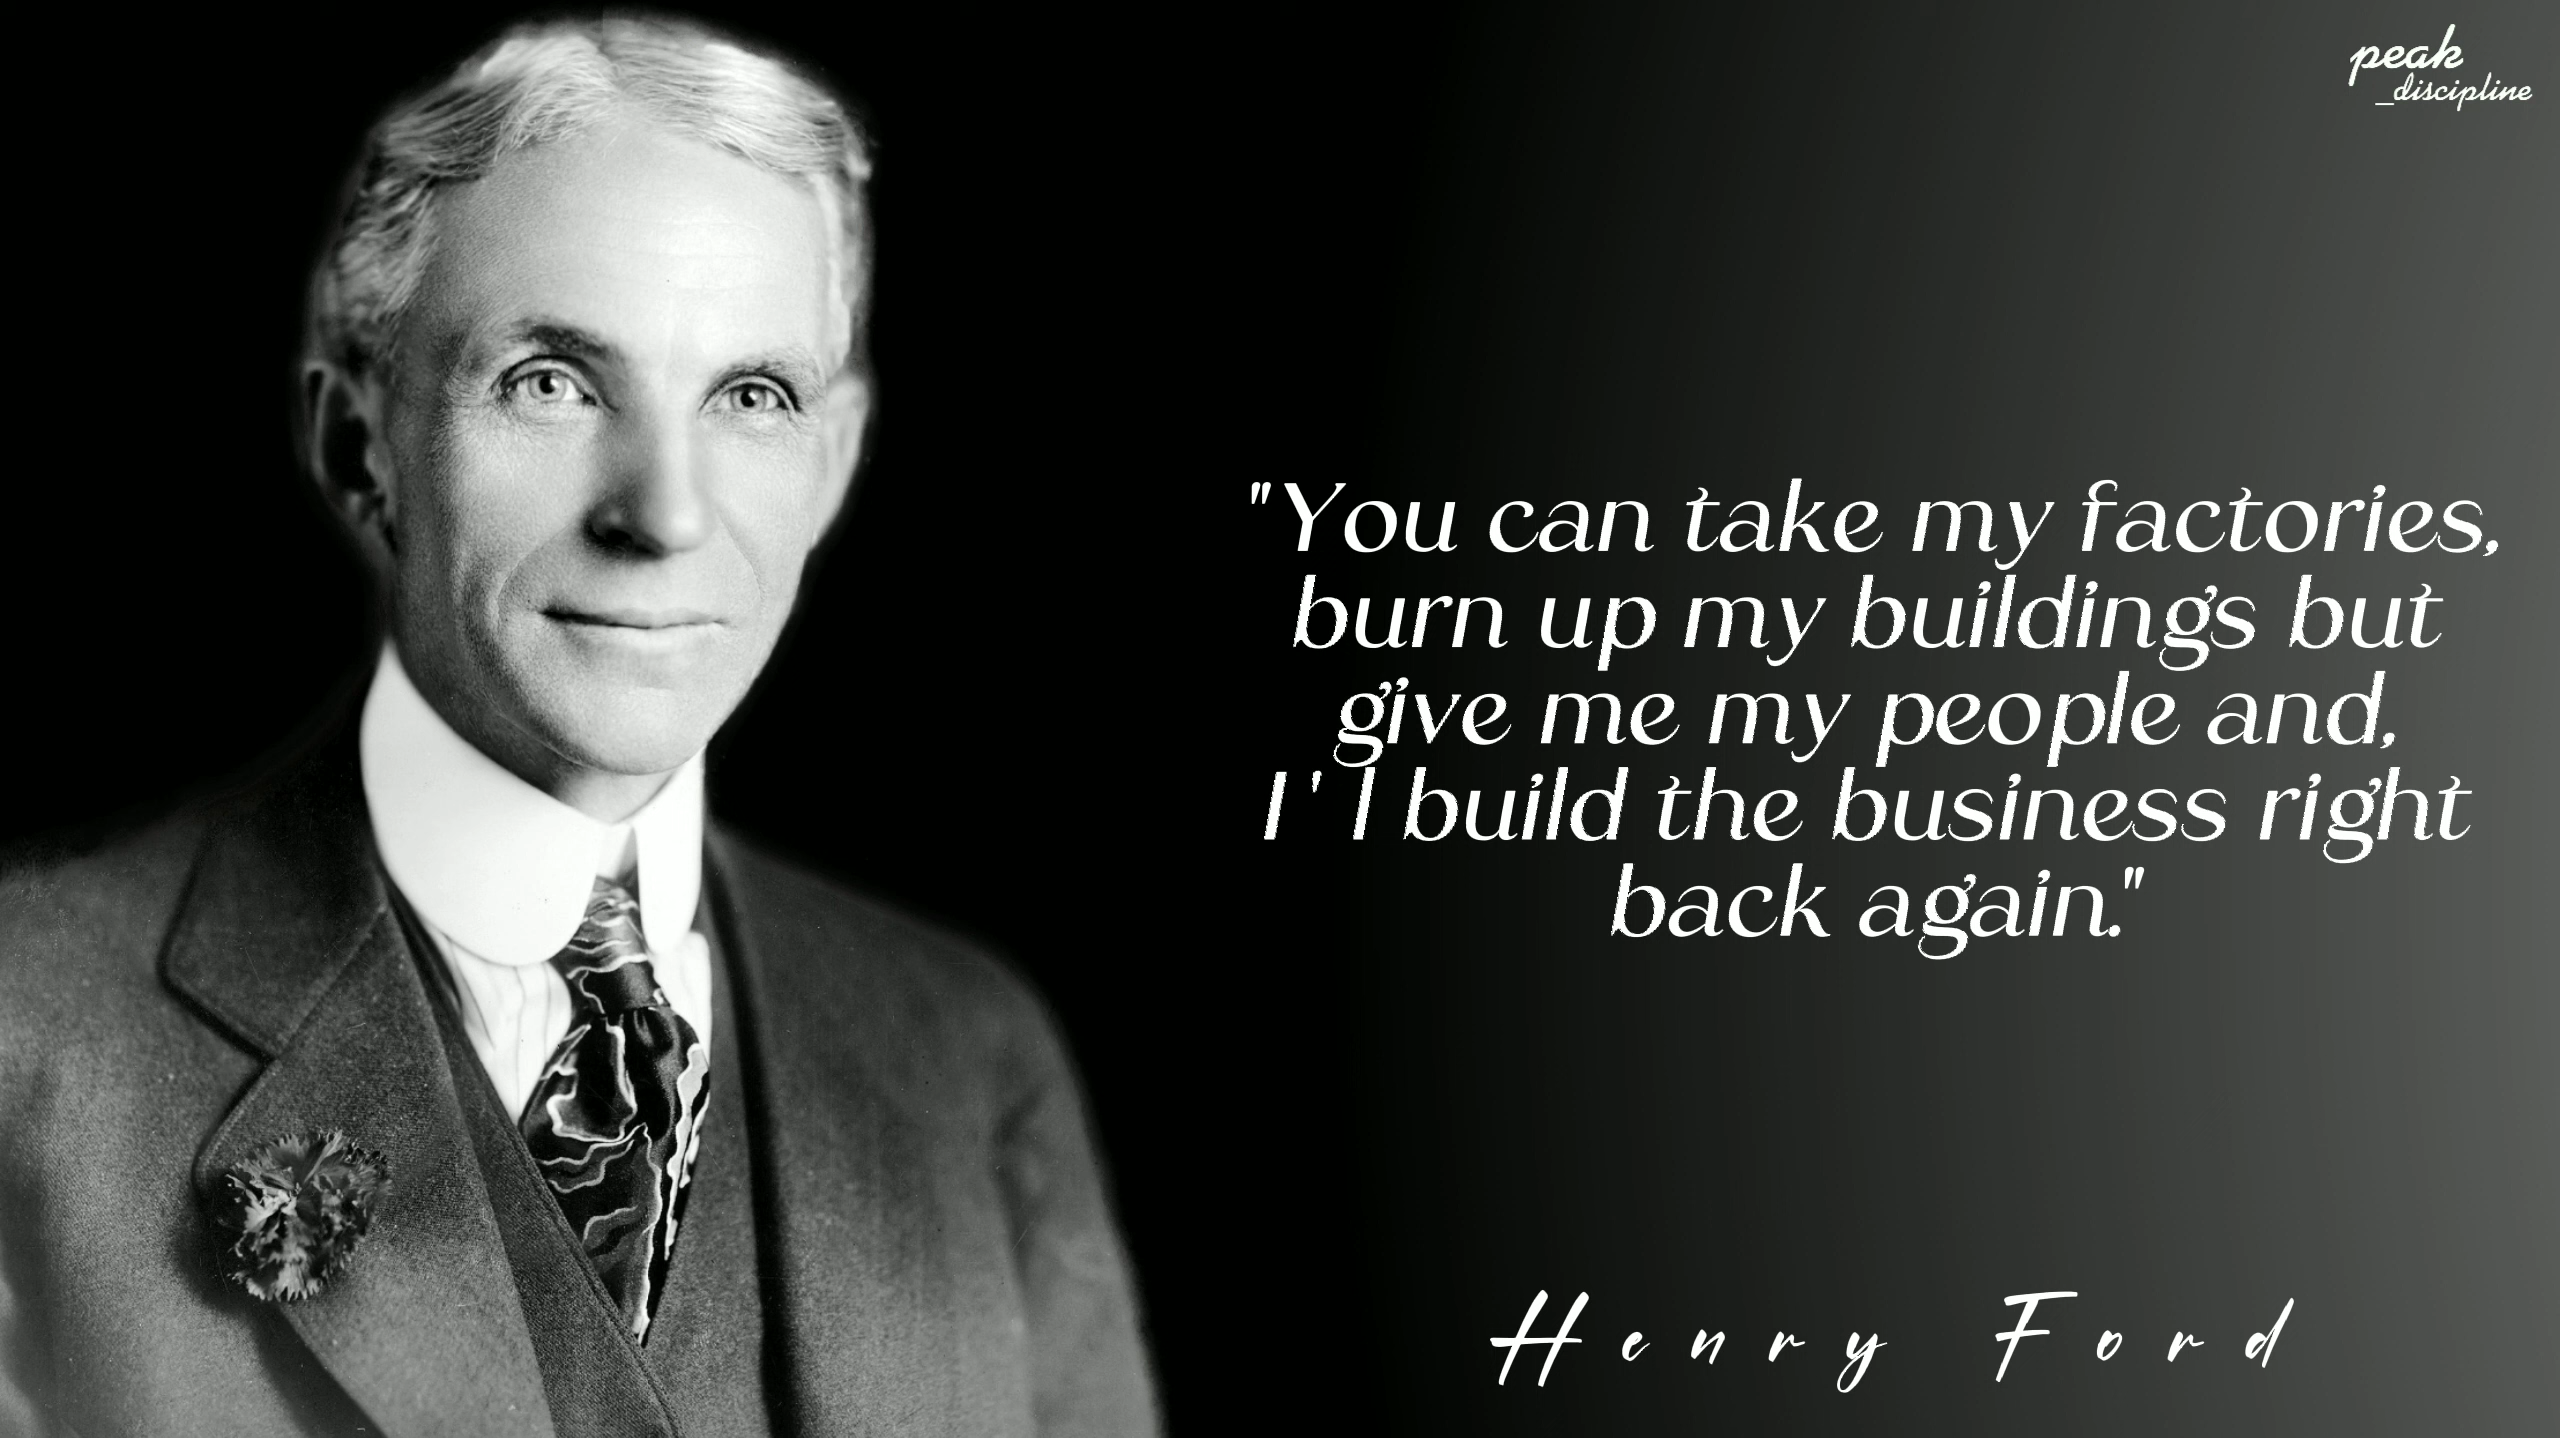 peak
_discipline
"You can take my factories,
burn up my buildings but
give me my people and,
I'l build the business right
back again."
Henry Ford